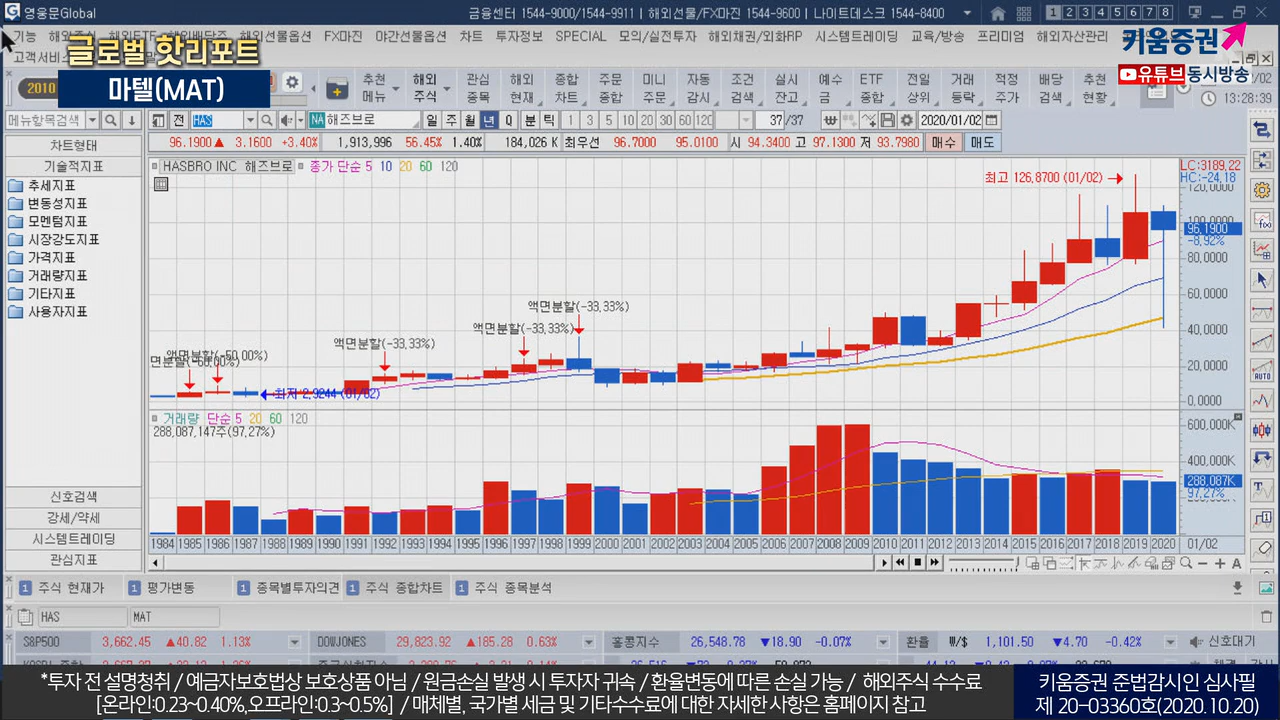 영웅문Global
금융센터 1544-9000/1544-9911 | 해외선물/FX마진 1544-9600 | 나이트데스크 1544-8400
1 2 3 4 5 6 7 8
기능 해외주식 FX마진 야간선물옵션 차트 투자정보 SPECIAL 모의/실전투자 해외채권/외화RP 시스템트레이딩 교육/방송 프리미엄 해외자산관리
고객서비
글로벌 핫리포트
마텔(MAT)
키움증권
유튜브 동시방송
2010
추천 메뉴
해외 주식
관심 종목
해외 현재
종합 차트
주문 종합
미니 주문
자동 감시
조건 검색
실시 잔고
예수 금
ETF 종합
전일 상위
거래 등락
적정 주가
배당 검색
추천 현황
13:28:39
메뉴항목검색
전 HAS NA 해즈브로 일 주 월 년 Q 분 틱 1 3 5 10 20 30 60 120 37 /37 2020/01/02
96.1900▲ 3.1600 +3.40% 1,913,996 56.45% 1.40% 184,026 K 최우선 96.7000 95.0100 시 94.3400 고 97.1300 저 93.7980 매수 매도
차트형태
기술적지표
추세지표
변동성지표
모멘텀지표
시장강도지표
가격지표
거래량지표
기타지표
사용자지표
신호검색
강세/약세
시스템트레이딩
관심지표
HASBRO INC 해즈브로 종가 단순 5 10 20 60 120
LC:3189.22
HC:-24.18
최고 126.8700 (01/02)
120.0000
100.0000
96.1900
-8.92%
80.0000
60.0000
40.0000
20.0000
0.0000
액면분할(-33.33%)
액면분할(-33.33%)
액면분할(-33.33%)
액면분할(-50.00%)
최저 2.9244 (01/02)
거래량 단순 5 20 60 120
288,087,147주(97.27%)
600,000K
400,000K
288,087K
97.27%
1984 1985 1986 1987 1988 1989 1990 1991 1992 1993 1994 1995 1996 1997 1998 1999 2000 2001 2002 2003 2004 2005 2006 2007 2008 2009 2010 2011 2012 2013 2014 2015 2016 2017 2018 2019 2020 01/02
1 주식 현재가 1 평가변동 1 종목별투자의견 1 주식 종합차트 1 주식 종목분석
HAS MAT
S&P500 3,662.45 ▲40.82 1.13% DOWJONES 29,823.92 ▲185.28 0.63% 홍콩지수 26,548.78 ▼18.90 -0.07% 환율 ₩/$ 1,101.50 ▼4.70 -0.42% 신호대기
*투자 전 설명청취 / 예금자보호법상 보호상품 아님 / 원금손실 발생 시 투자자 귀속 / 환율변동에 따른 손실 가능 / 해외주식 수수료
[온라인:0.23~0.40%,오프라인:0.3~0.5%] / 매체별, 국가별 세금 및 기타수수료에 대한 자세한 사항은 홈페이지 참고
키움증권 준법감시인 심사필
제 20-03360호(2020.10.20)